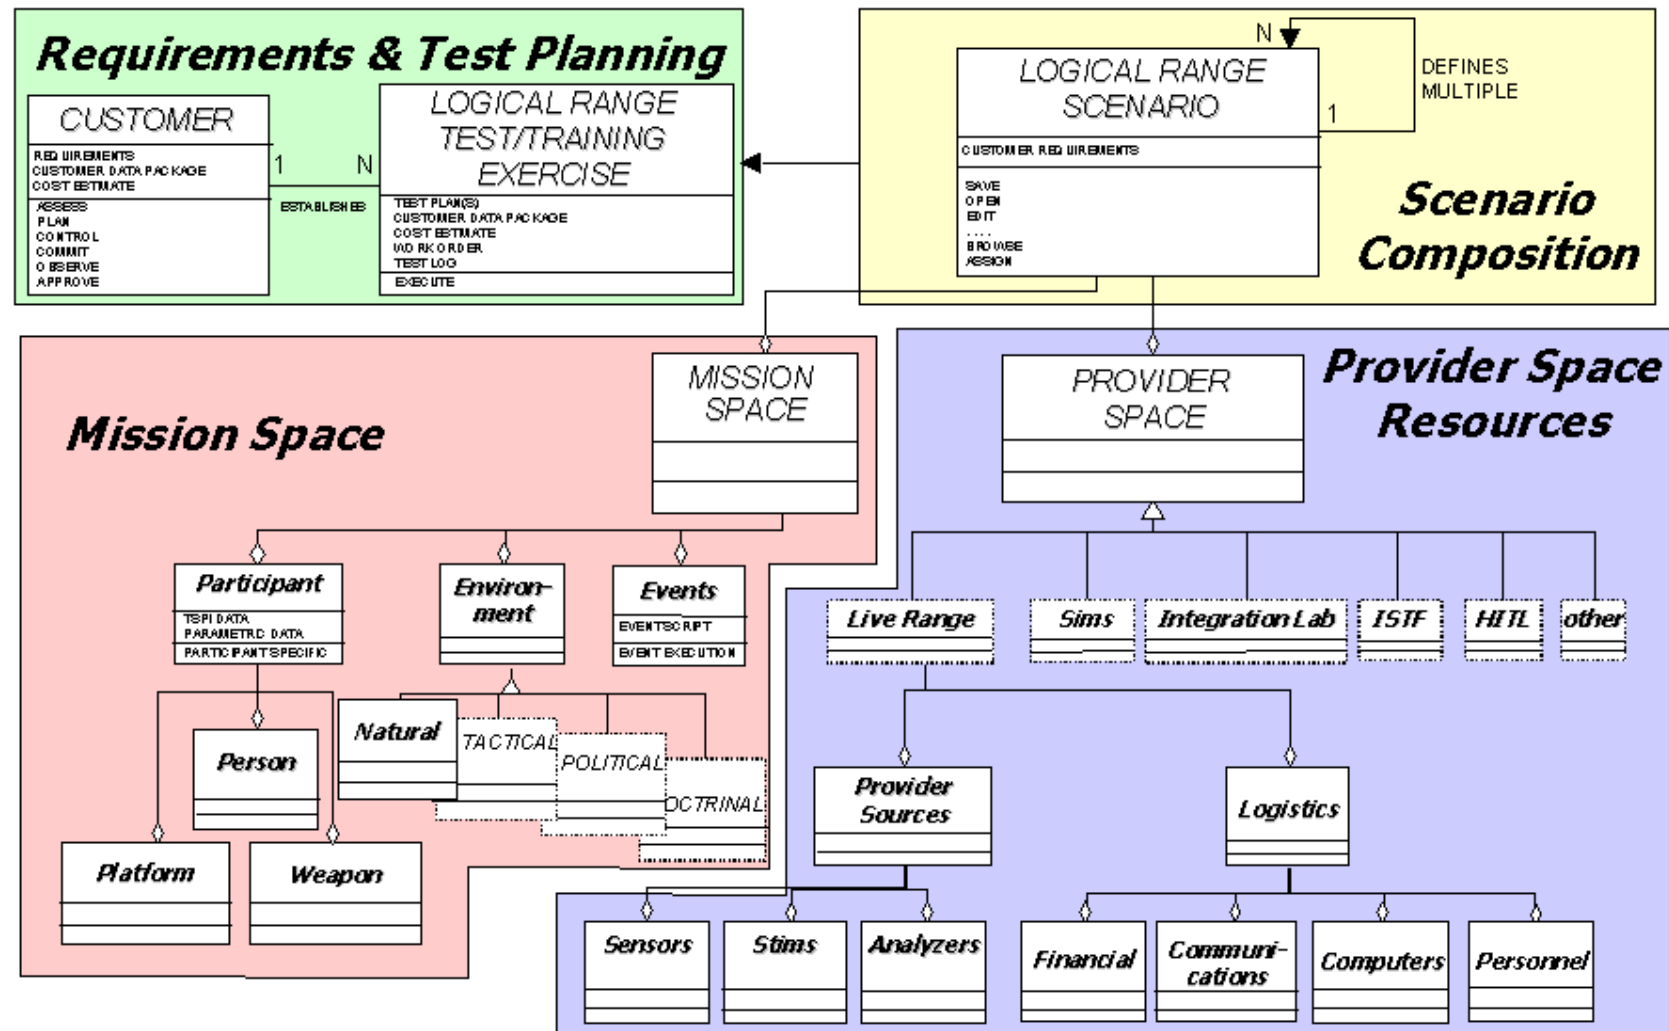 Requirements & Test Planning
CUSTOMER
REQUIREMENTS
CUSTOMER DATA PACKAGE
COST ESTIMATE
ASSESS
PLAN
CONTROL
COMMIT
OBSERVE
APPROVE
1
N
ESTABLISHES
LOGICAL RANGE
TEST/TRAINING
EXERCISE
TEST PLAN(S)
CUSTOMER DATA PACKAGE
COST ESTIMATE
WORK ORDER
TEST LOG
EXECUTE
LOGICAL RANGE
SCENARIO
CUSTOMER REQUIREMENTS
SAVE
OPEN
EDIT
....
BROWSE
ASSIGN
N
1
DEFINES
MULTIPLE
Scenario
Composition
Mission Space
MISSION
SPACE
Participant
TSPI DATA
PARAMETRC DATA
PARTICIPANT SPECIFIC
Environ-
ment
Events
EVENT SCRIPT
EVENT EXECUTION
Natural
TACTICAL
POLITICAL
OCTRINAL
Person
Platform
Weapon
Provider Space
Resources
PROVIDER
SPACE
Live Range
Sims
Integration Lab
ISTF
HITL
other
Provider
Sources
Logistics
Sensors
Stims
Analyzers
Financial
Communi-
cations
Computers
Personnel